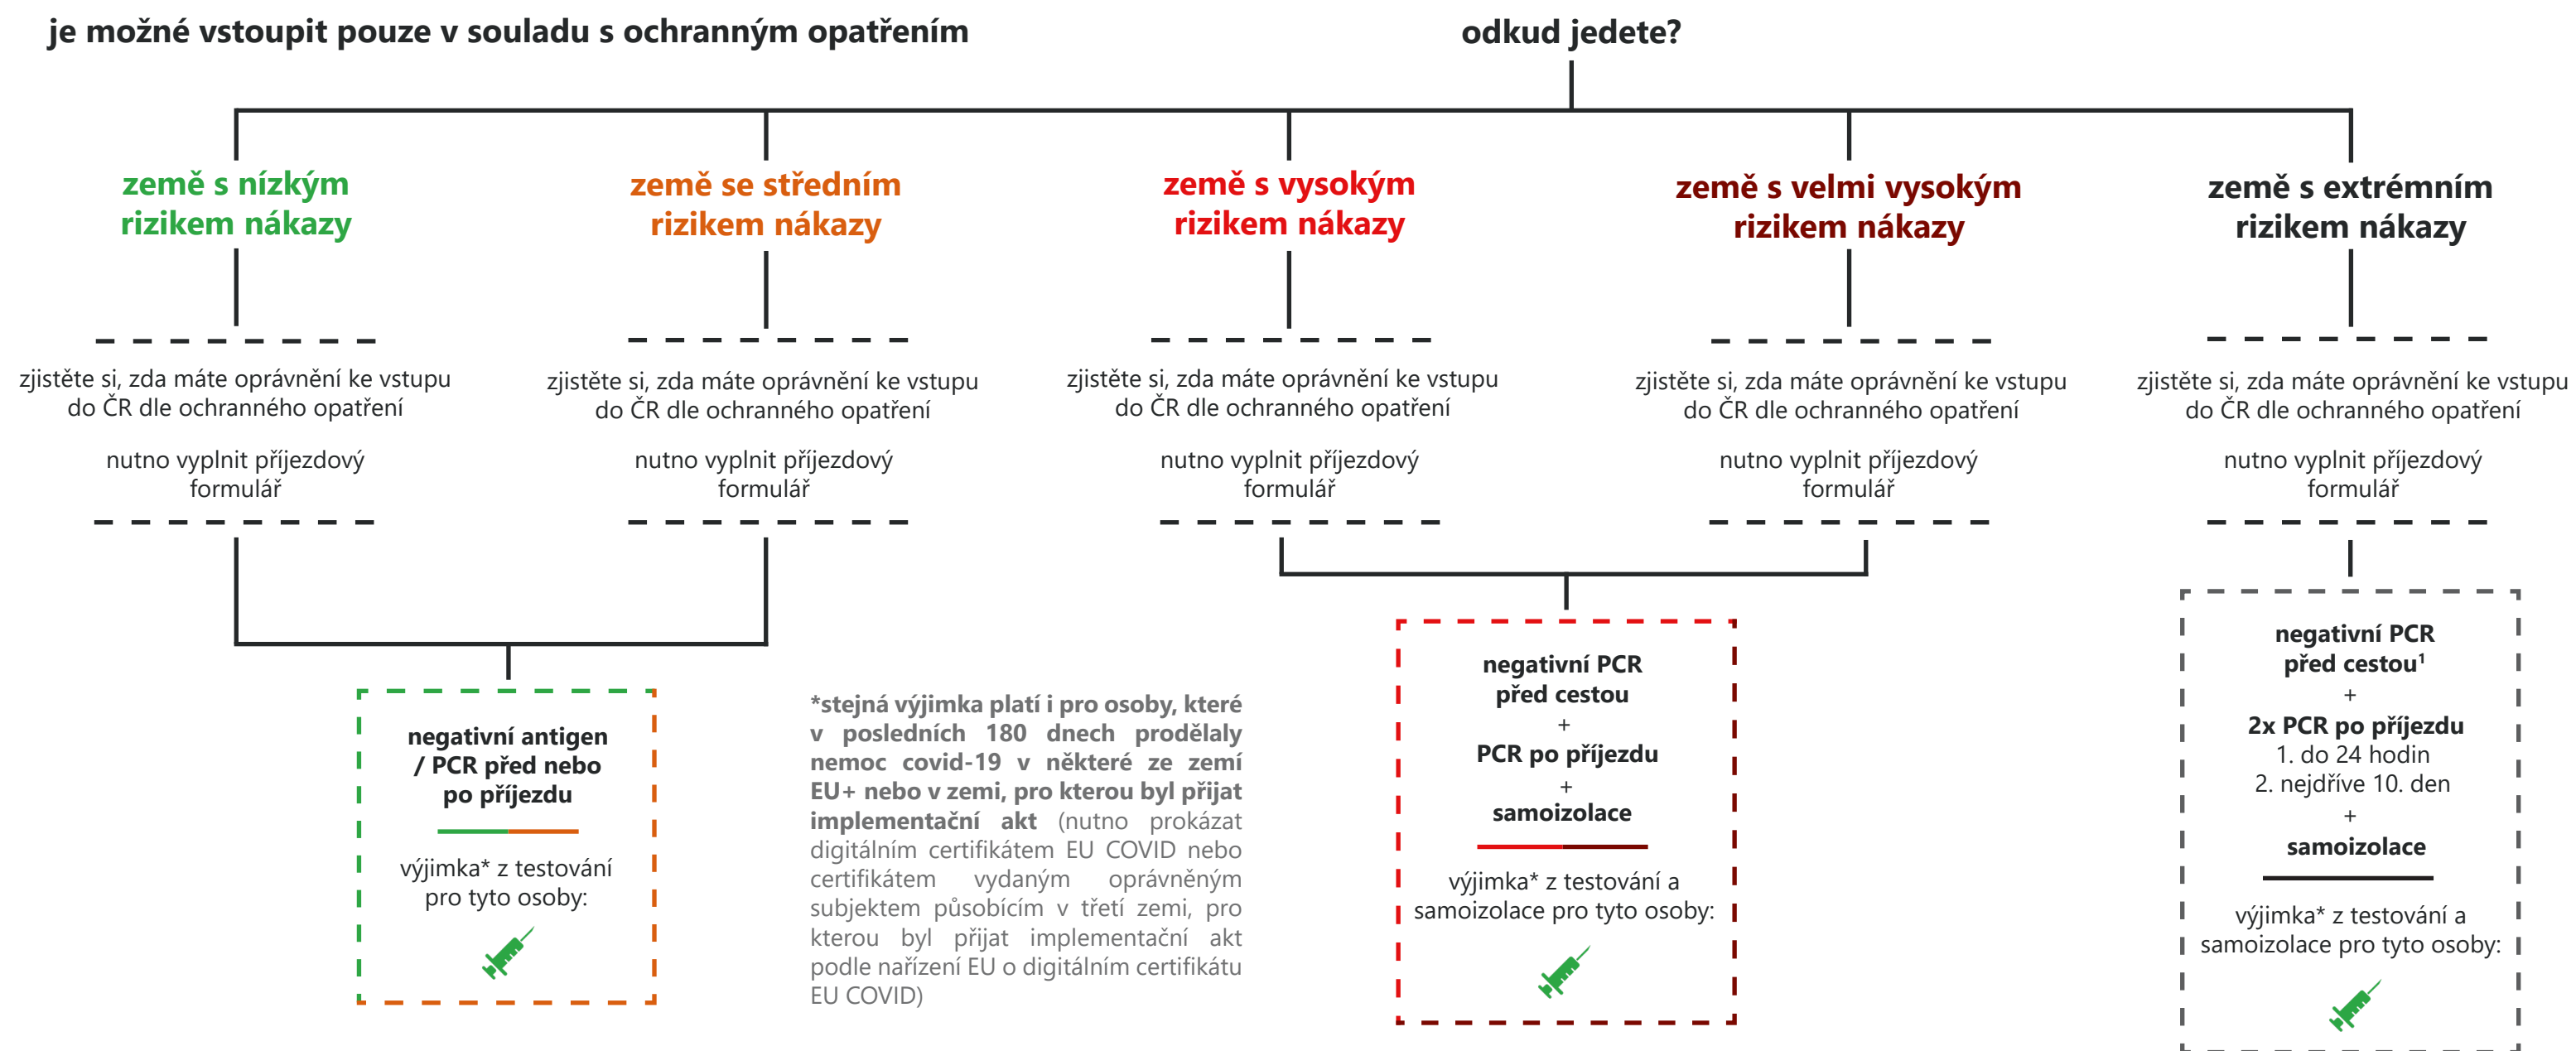 je možné vstoupit pouze v souladu s ochranným opatřením
odkud jedete?
země s nízkým
rizikem nákazy
země se středním
rizikem nákazy
země s vysokým
rizikem nákazy
země s velmi vysokým
rizikem nákazy
země s extrémním
rizikem nákazy
zjistěte si, zda máte oprávnění ke vstupu
do ČR dle ochranného opatření
nutno vyplnit příjezdový
formulář
zjistěte si, zda máte oprávnění ke vstupu
do ČR dle ochranného opatření
nutno vyplnit příjezdový
formulář
zjistěte si, zda máte oprávnění ke vstupu
do ČR dle ochranného opatření
nutno vyplnit příjezdový
formulář
zjistěte si, zda máte oprávnění ke vstupu
do ČR dle ochranného opatření
nutno vyplnit příjezdový
formulář
zjistěte si, zda máte oprávnění ke vstupu
do ČR dle ochranného opatření
nutno vyplnit příjezdový
formulář
negativní antigen
/ PCR před nebo
po příjezdu
výjimka* z testování
pro tyto osoby:
*stejná výjimka platí i pro osoby, které
v posledních 180 dnech prodělaly
nemoc covid-19 v některé ze zemí
EU+ nebo v zemi, pro kterou byl přijat
implementační akt (nutno prokázat
digitálním certifikátem EU COVID nebo
certifikátem vydaným oprávněným
subjektem působícím v třetí zemi, pro
kterou byl přijat implementační akt
podle nařízení EU o digitálním certifikátu
EU COVID)
negativní PCR
před cestou
+
PCR po příjezdu
+
samoizolace
výjimka* z testování a
samoizolace pro tyto osoby:
negativní PCR
před cestou¹
+
2x PCR po příjezdu
1. do 24 hodin
2. nejdříve 10. den
+
samoizolace
výjimka* z testování a
samoizolace pro tyto osoby: